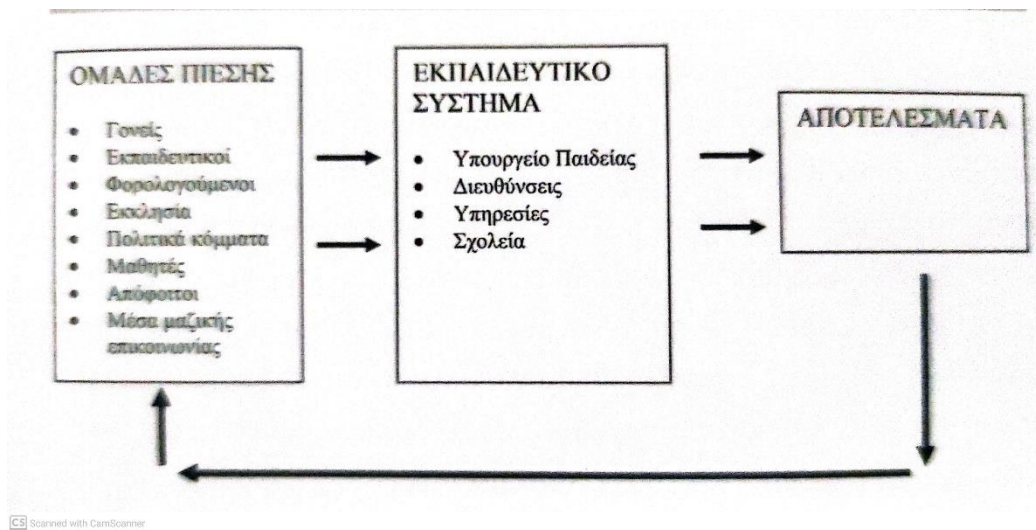 ΟΜΑΔΕΣ ΠΙΕΣΗΣ
• Γονείς
• Εκπαιδευτικοί
• Φορολογούμενοι
• Εκκλησία
• Πολιτικά κόμματα
• Μαθητές
• Απόφοιτοι
• Μέσα μαζικής
επικοινωνίας
ΕΚΠΑΙΔΕΥΤΙΚΟ
ΣΥΣΤΗΜΑ
• Υπουργείο Παιδείας
• Διευθύνσεις
• Υπηρεσίες
• Σχολεία
ΑΠΟΤΕΛΕΣΜΑΤΑ
CS Scanned with CamScanner